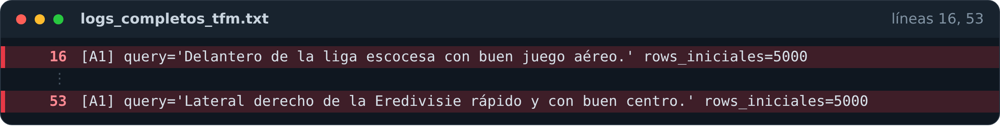 logs_completos_tfm.txt
líneas 16, 53
16 [A1] query='Delantero de la liga escocesa con buen juego aéreo.' rows_iniciales=5000
⋮
53 [A1] query='Lateral derecho de la Eredivisie rápido y con buen centro.' rows_iniciales=5000